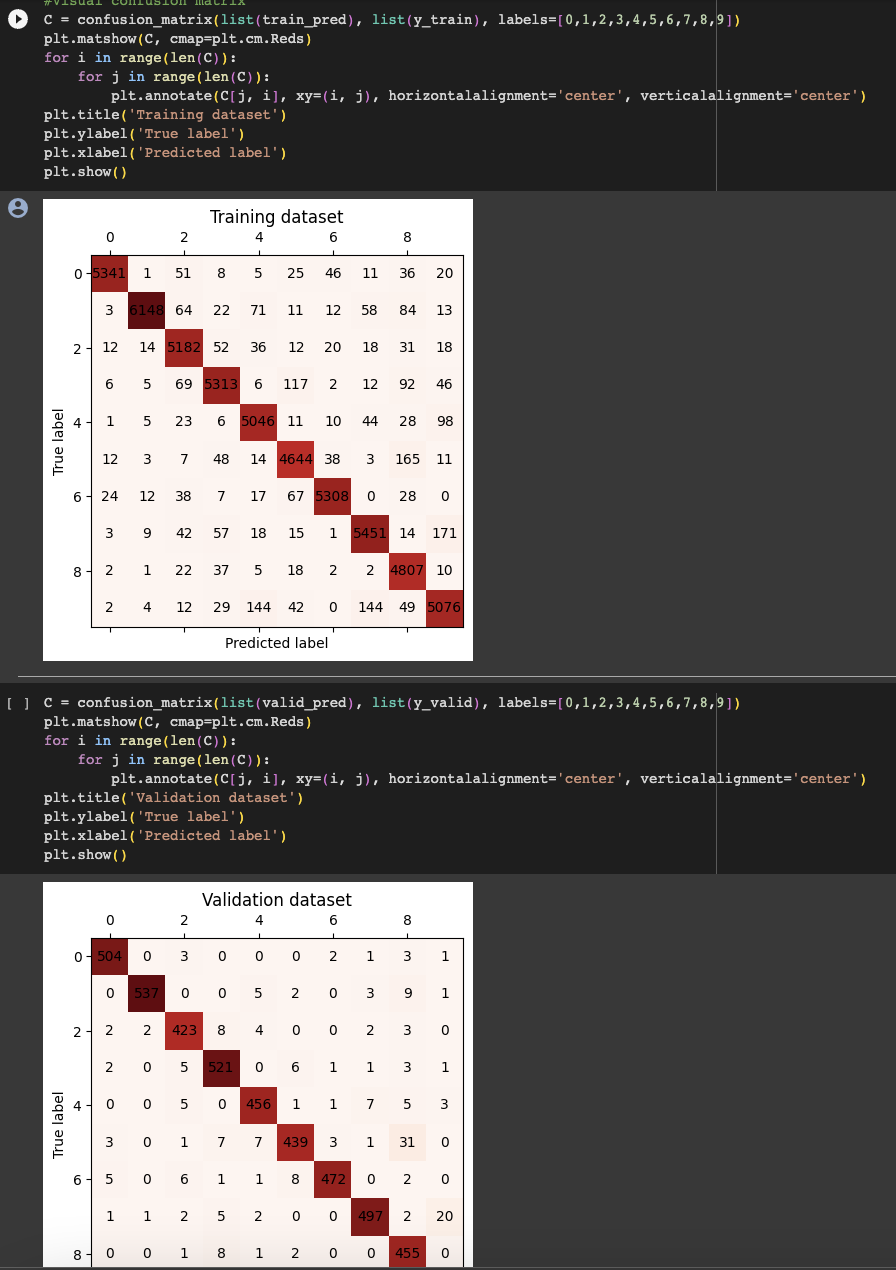 #visual confusion matrix
C = confusion_matrix(list(train_pred), list(y_train), labels=[0,1,2,3,4,5,6,7,8,9])
plt.matshow(C, cmap=plt.cm.Reds)
for i in range(len(C)):
    for j in range(len(C)):
        plt.annotate(C[j, i], xy=(i, j), horizontalalignment='center', verticalalignment='center')
plt.title('Training dataset')
plt.ylabel('True label')
plt.xlabel('Predicted label')
plt.show()
Training dataset
0 2 4 6 8
0 5341 1 51 8 5 25 46 11 36 20
3 6148 64 22 71 11 12 58 84 13
2 12 14 5182 52 36 12 20 18 31 18
6 5 69 5313 6 117 2 12 92 46
4 1 5 23 6 5046 11 10 44 28 98
12 3 7 48 14 4644 38 3 165 11
6 24 12 38 7 17 67 5308 0 28 0
3 9 42 57 18 15 1 5451 14 171
8 2 1 22 37 5 18 2 2 4807 10
2 4 12 29 144 42 0 144 49 5076
True label
Predicted label
[ ] C = confusion_matrix(list(valid_pred), list(y_valid), labels=[0,1,2,3,4,5,6,7,8,9])
plt.matshow(C, cmap=plt.cm.Reds)
for i in range(len(C)):
    for j in range(len(C)):
        plt.annotate(C[j, i], xy=(i, j), horizontalalignment='center', verticalalignment='center')
plt.title('Validation dataset')
plt.ylabel('True label')
plt.xlabel('Predicted label')
plt.show()
Validation dataset
0 2 4 6 8
0 504 0 3 0 0 0 2 1 3 1
0 537 0 0 5 2 0 3 9 1
2 2 2 423 8 4 0 0 2 3 0
2 0 5 521 0 6 1 1 3 1
4 0 0 5 0 456 1 1 7 5 3
3 0 1 7 7 439 3 1 31 0
6 5 0 6 1 1 8 472 0 2 0
1 1 2 5 2 0 0 497 2 20
8 0 0 1 8 1 2 0 0 455 0
True label